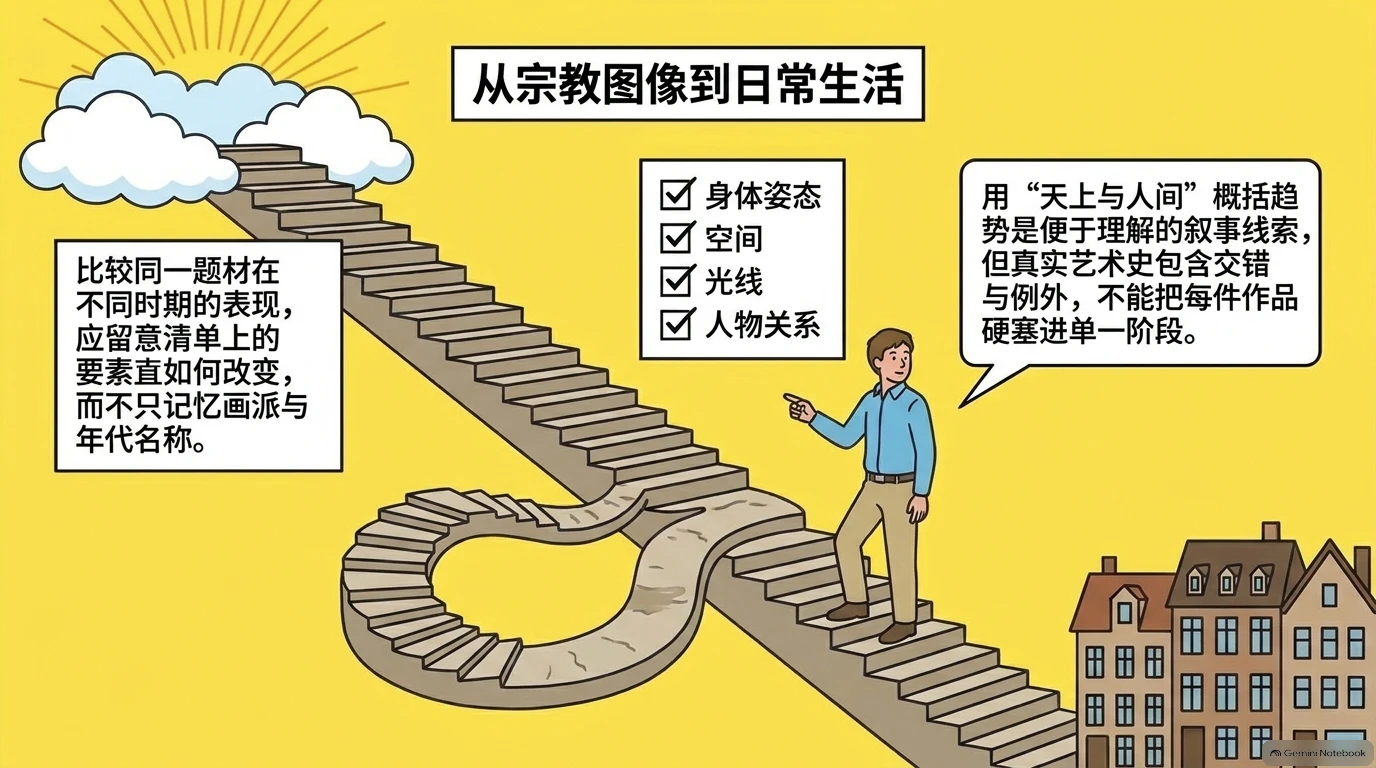 从宗教图像到日常生活
比较同一题材在
不同时期的表现，
应留意清单上的
要素直如何改变，
而不只记忆画派与
年代名称。
身体姿态
空间
光线
人物关系
用“天上与人间”概括趋
势是便于理解的叙事线索，
但真实艺术史包含交错
与例外，不能把每件作品
硬塞进单一阶段。
Gemini Notebook